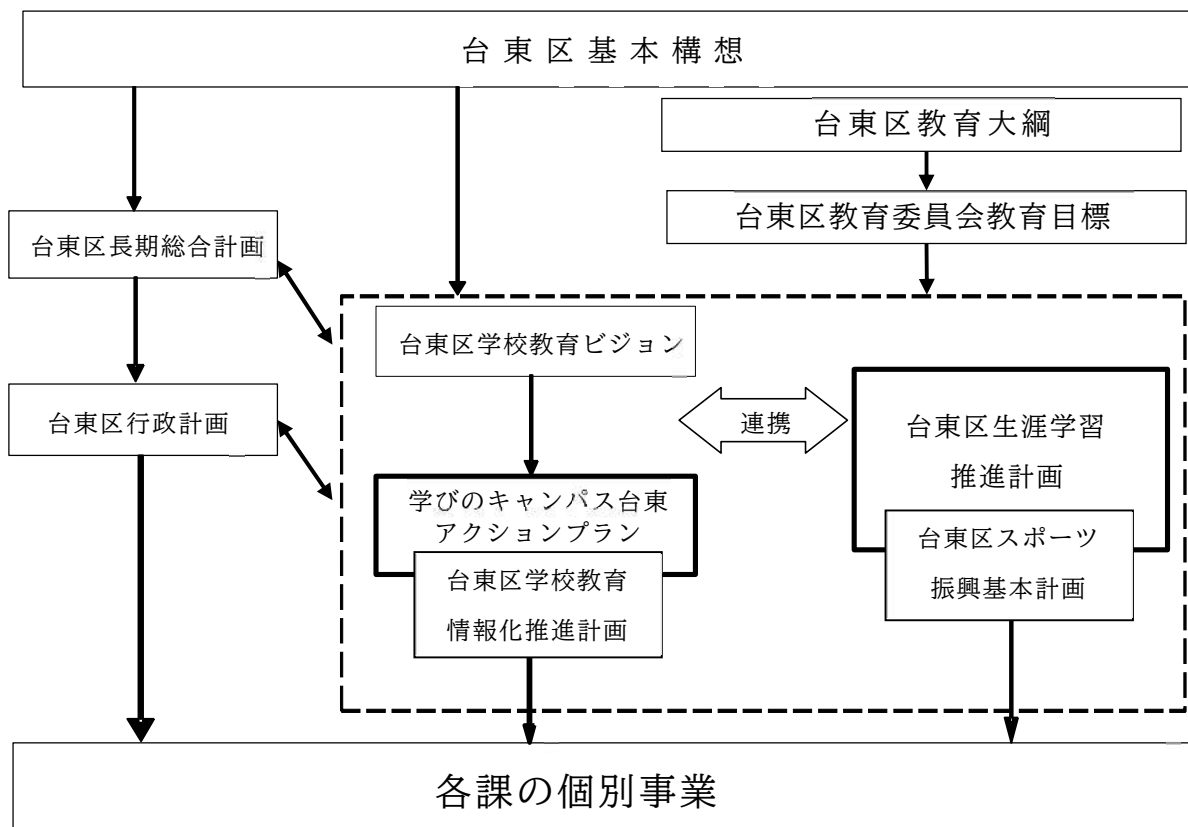 台東区基本構想
台東区教育大綱
台東区教育委員会教育目標
台東区長期総合計画
台東区学校教育ビジョン
台東区行政計画
連携
台東区生涯学習
推進計画
学びのキャンパス台東
アクションプラン
台東区学校教育
情報化推進計画
台東区スポーツ
振興基本計画
各課の個別事業